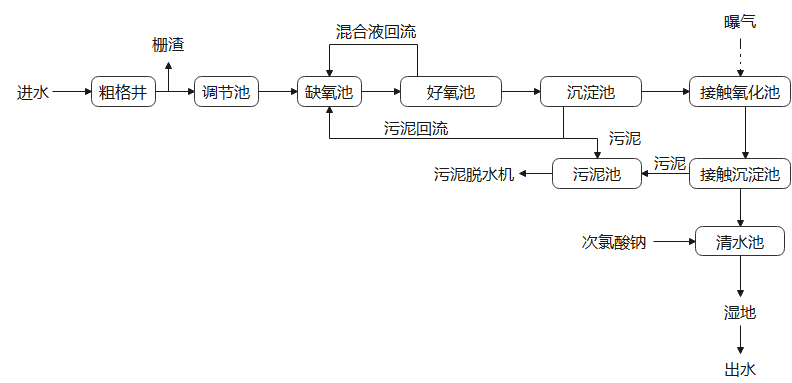 曝气
混合液回流
栅渣
进水
粗格井
调节池
缺氧池
好氧池
沉淀池
接触氧化池
污泥回流
污泥
污泥
污泥脱水机
污泥池
接触沉淀池
次氯酸钠
清水池
湿地
出水